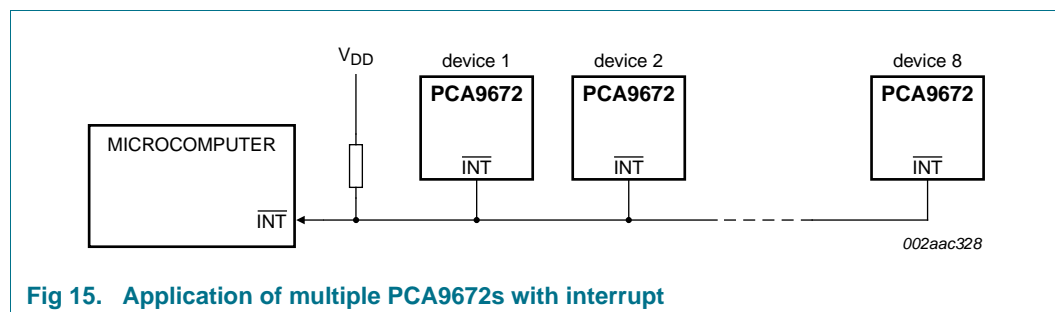 VDD
device 1
device 2
device 8
PCA9672
PCA9672
PCA9672
MICROCOMPUTER
INT
INT
INT
INT
002aac328
Fig 15. Application of multiple PCA9672s with interrupt